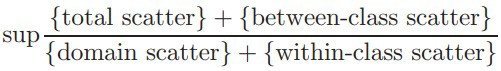 sup {total scatter} + {between-class scatter}
{domain scatter} + {within-class scatter}